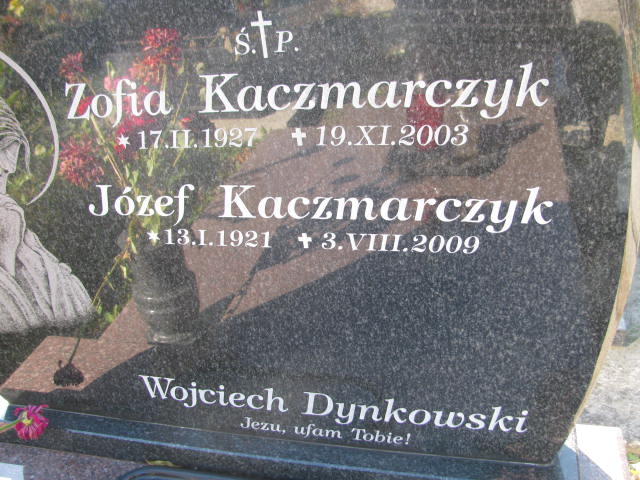 Ś.✝P.
Zofia Kaczmarczyk
✶17.II.1927 ✝19.XI.2003
Józef Kaczmarczyk
✶13.I.1921 ✝3.VIII.2009
Wojciech Dynkowski
Jezu, ufam Tobie!